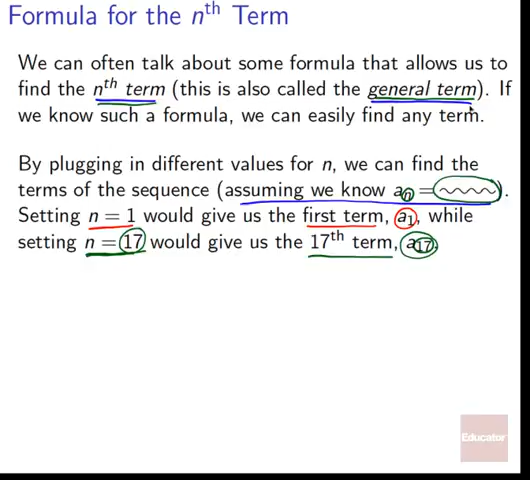 Formula for the nth Term
We can often talk about some formula that allows us to
find the nth term (this is also called the general term). If
we know such a formula, we can easily find any term.
By plugging in different values for n, we can find the
terms of the sequence (assuming we know an = ).
Setting n = 1 would give us the first term, a1, while
setting n = 17 would give us the 17th term, a17.
Educator